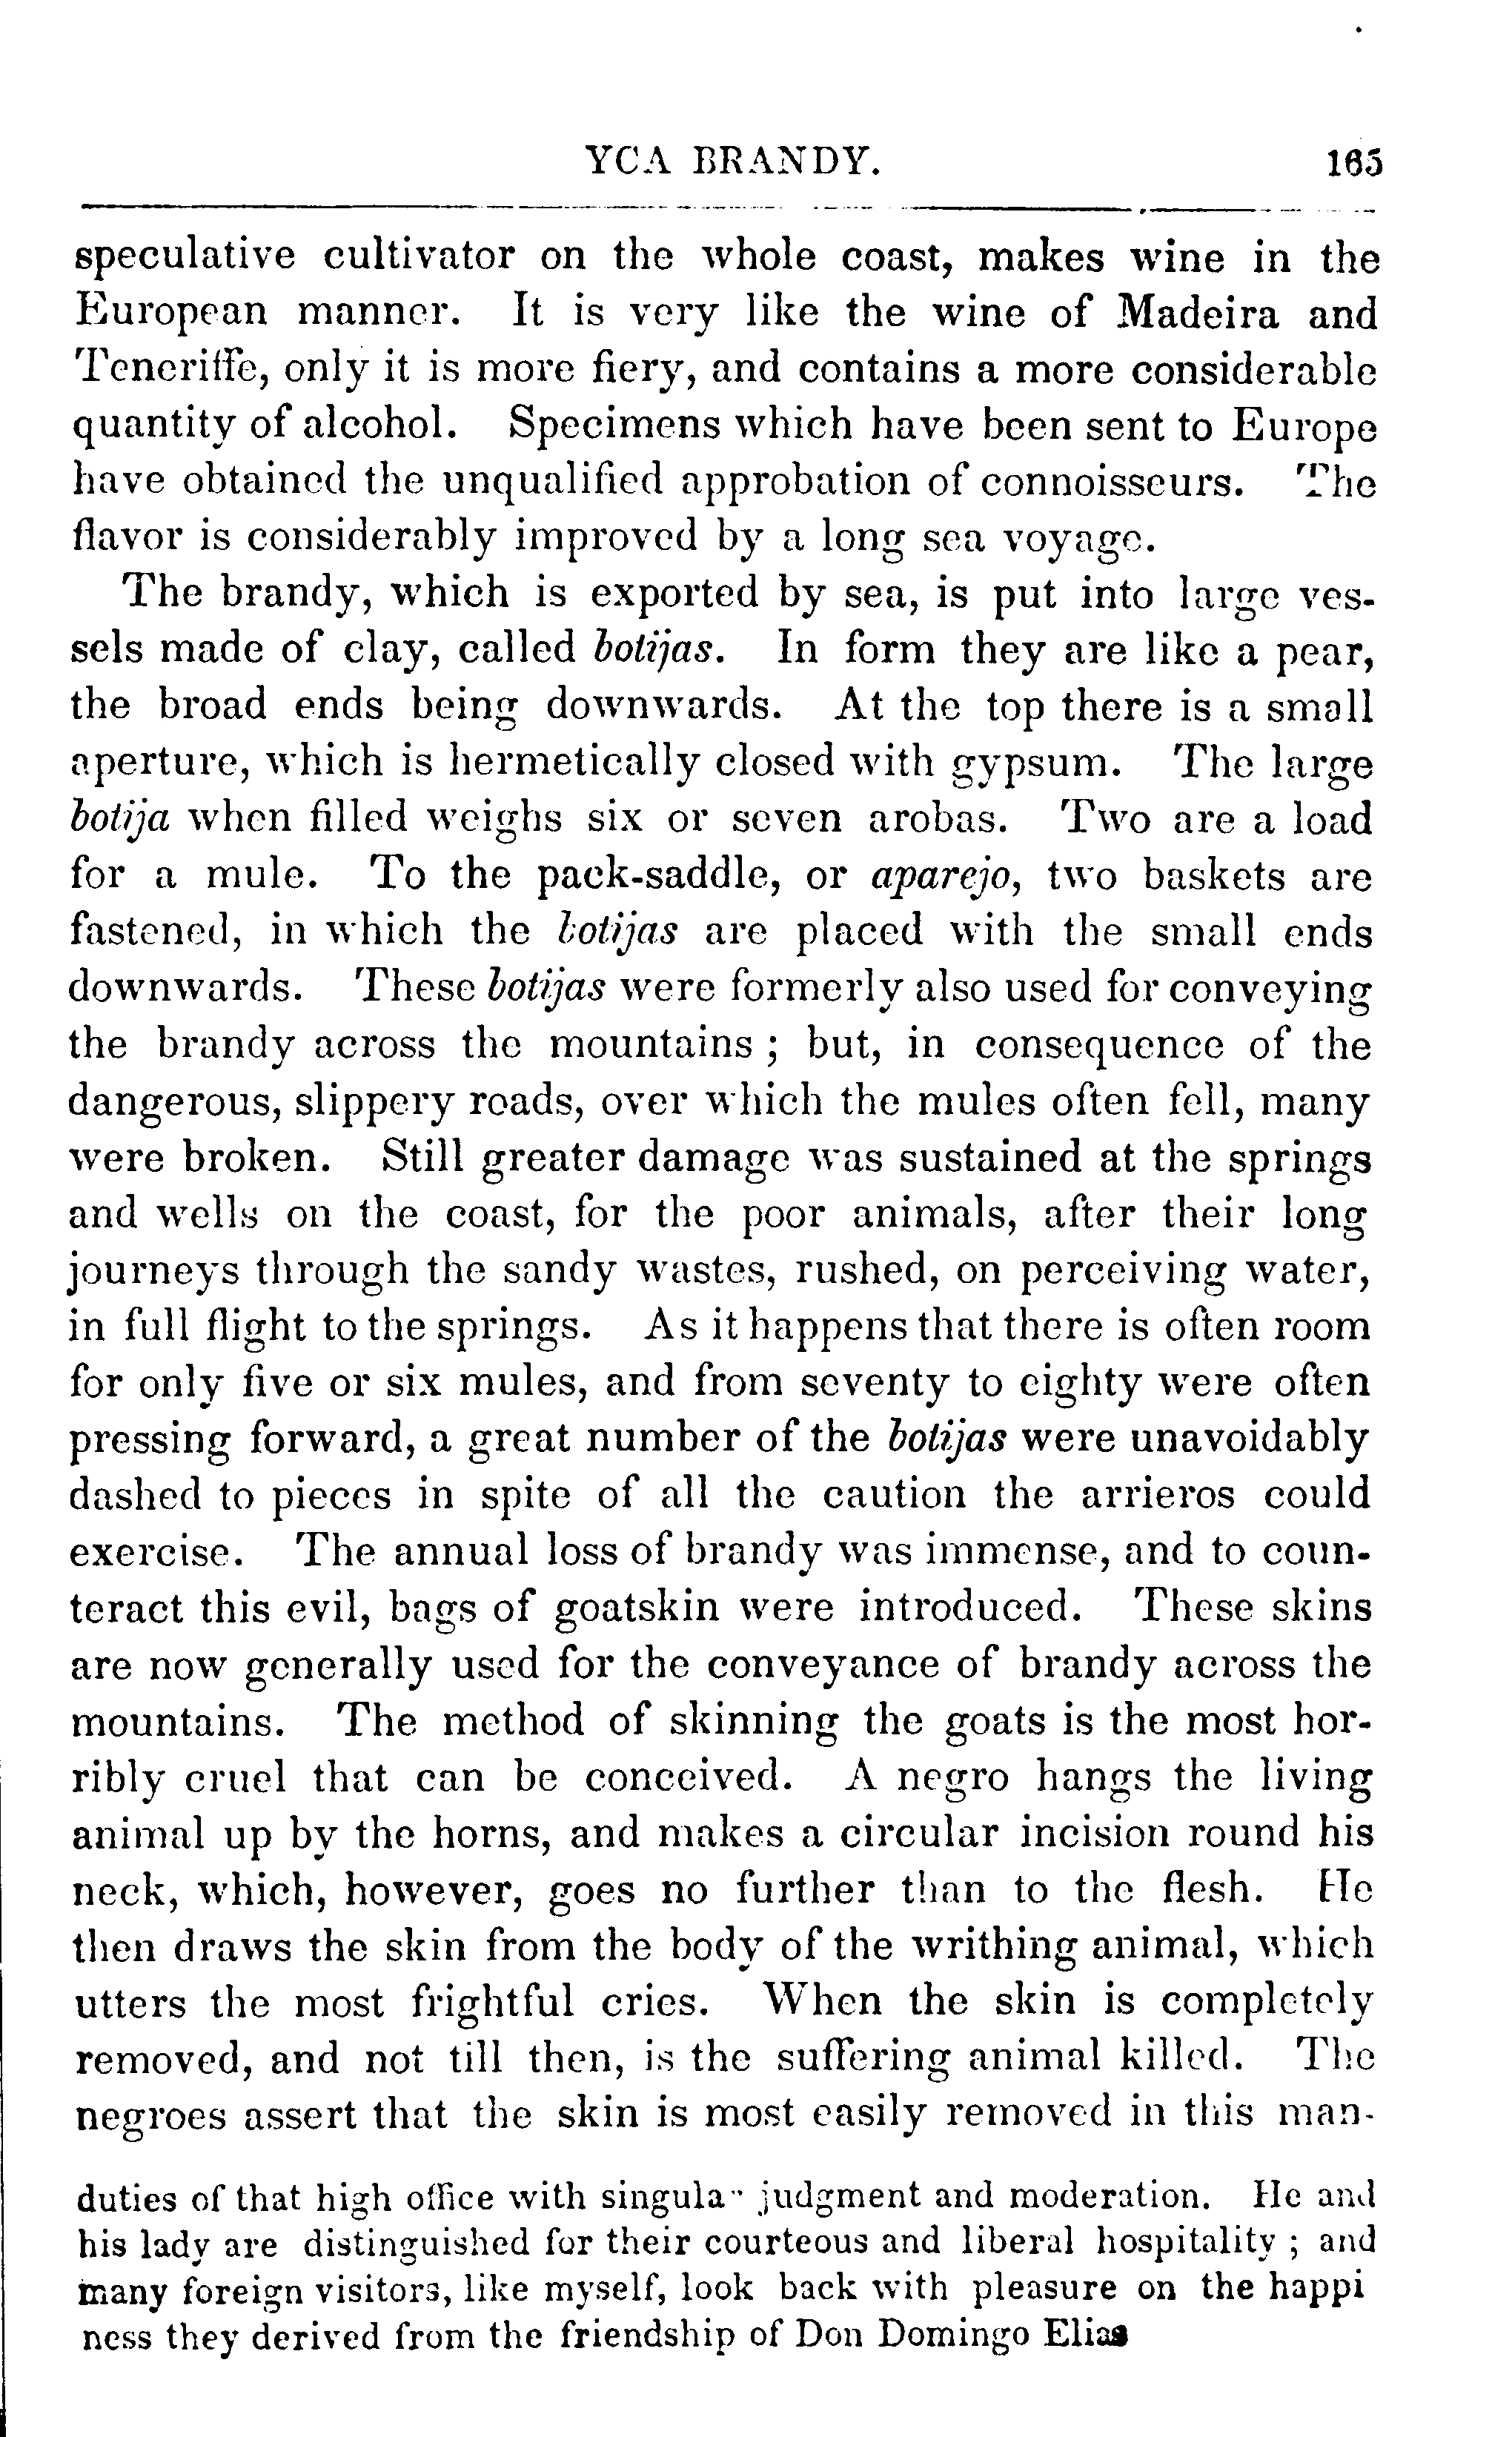 YCA BRANDY. 165
speculative cultivator on the whole coast, makes wine in the
European manner. It is very like the wine of Madeira and
Teneriffe, only it is more fiery, and contains a more considerable
quantity of alcohol. Specimens which have been sent to Europe
have obtained the unqualified approbation of connoisseurs. The
flavor is considerably improved by a long sea voyage.
The brandy, which is exported by sea, is put into large ves-
sels made of clay, called botijas. In form they are like a pear,
the broad ends being downwards. At the top there is a small
aperture, which is hermetically closed with gypsum. The large
botija when filled weighs six or seven arobas. Two are a load
for a mule. To the pack-saddle, or aparejo, two baskets are
fastened, in which the botijas are placed with the small ends
downwards. These botijas were formerly also used for conveying
the brandy across the mountains ; but, in consequence of the
dangerous, slippery roads, over which the mules often fell, many
were broken. Still greater damage was sustained at the springs
and wells on the coast, for the poor animals, after their long
journeys through the sandy wastes, rushed, on perceiving water,
in full flight to the springs. As it happens that there is often room
for only five or six mules, and from seventy to eighty were often
pressing forward, a great number of the botijas were unavoidably
dashed to pieces in spite of all the caution the arrieros could
exercise. The annual loss of brandy was immense, and to coun-
teract this evil, bags of goatskin were introduced. These skins
are now generally used for the conveyance of brandy across the
mountains. The method of skinning the goats is the most hor-
ribly cruel that can be conceived. A negro hangs the living
animal up by the horns, and makes a circular incision round his
neck, which, however, goes no further than to the flesh. He
then draws the skin from the body of the writhing animal, which
utters the most frightful cries. When the skin is completely
removed, and not till then, is the suffering animal killed. The
negroes assert that the skin is most easily removed in this man-
duties of that high office with singular judgment and moderation. He and
his lady are distinguished for their courteous and liberal hospitality ; and
many foreign visitors, like myself, look back with pleasure on the happi
ness they derived from the friendship of Don Domingo Elias